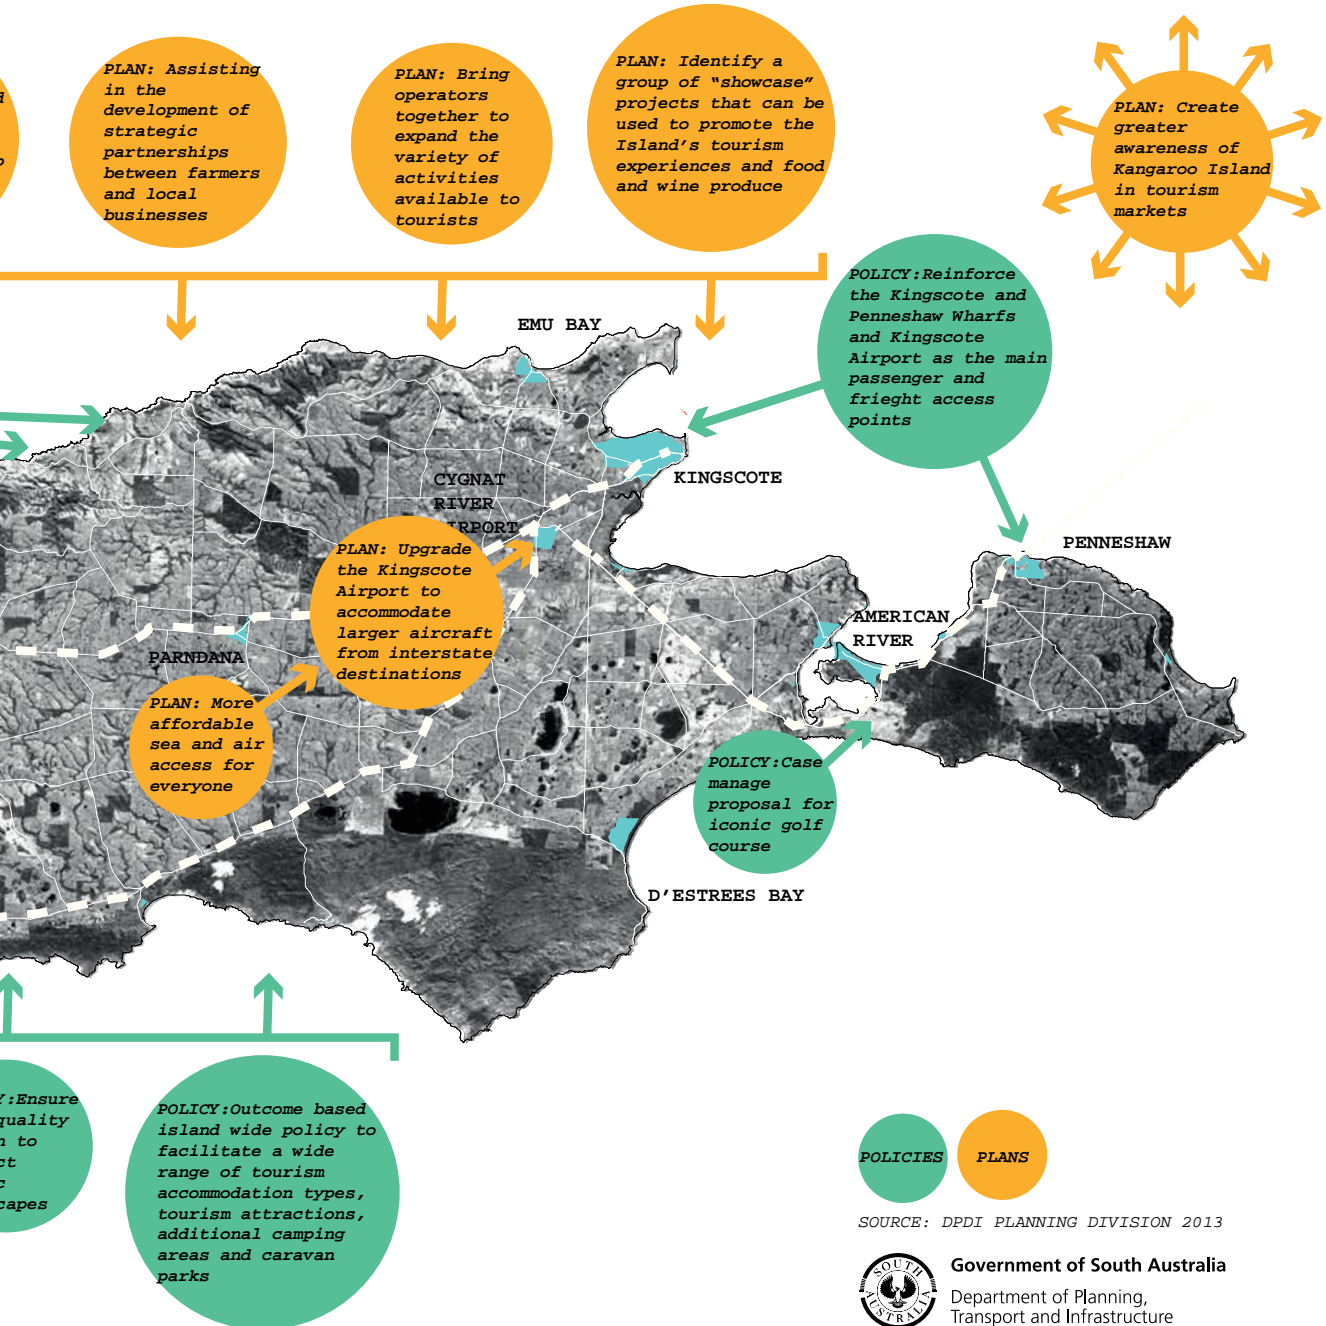 PLAN: Assisting
in the
development of
strategic
partnerships
between farmers
and local
businesses
PLAN: Bring
operators
together to
expand the
variety of
activities
available to
tourists
PLAN: Identify a
group of “showcase”
projects that can be
used to promote the
Island’s tourism
experiences and food
and wine produce
PLAN: Create
greater
awareness of
Kangaroo Island
in tourism
markets
POLICY:Reinforce
the Kingscote and
Penneshaw Wharfs
and Kingscote
Airport as the main
passenger and
frieght access
points
EMU BAY
KINGSCOTE
CYGNAT
RIVER
AIRPORT
PENNESHAW
PLAN: Upgrade
the Kingscote
Airport to
accommodate
larger aircraft
from interstate
destinations
AMERICAN
RIVER
PARNDANA
PLAN: More
affordable
sea and air
access for
everyone
POLICY:Case
manage
proposal for
iconic golf
course
D’ESTREES BAY
Y:Ensure
quality
n to
ct
c
capes
POLICY:Outcome based
island wide policy to
facilitate a wide
range of tourism
accommodation types,
tourism attractions,
additional camping
areas and caravan
parks
POLICIES
PLANS
SOURCE: DPDI PLANNING DIVISION 2013
SOUTH
AUSTRALIA
Government of South Australia
Department of Planning,
Transport and Infrastructure